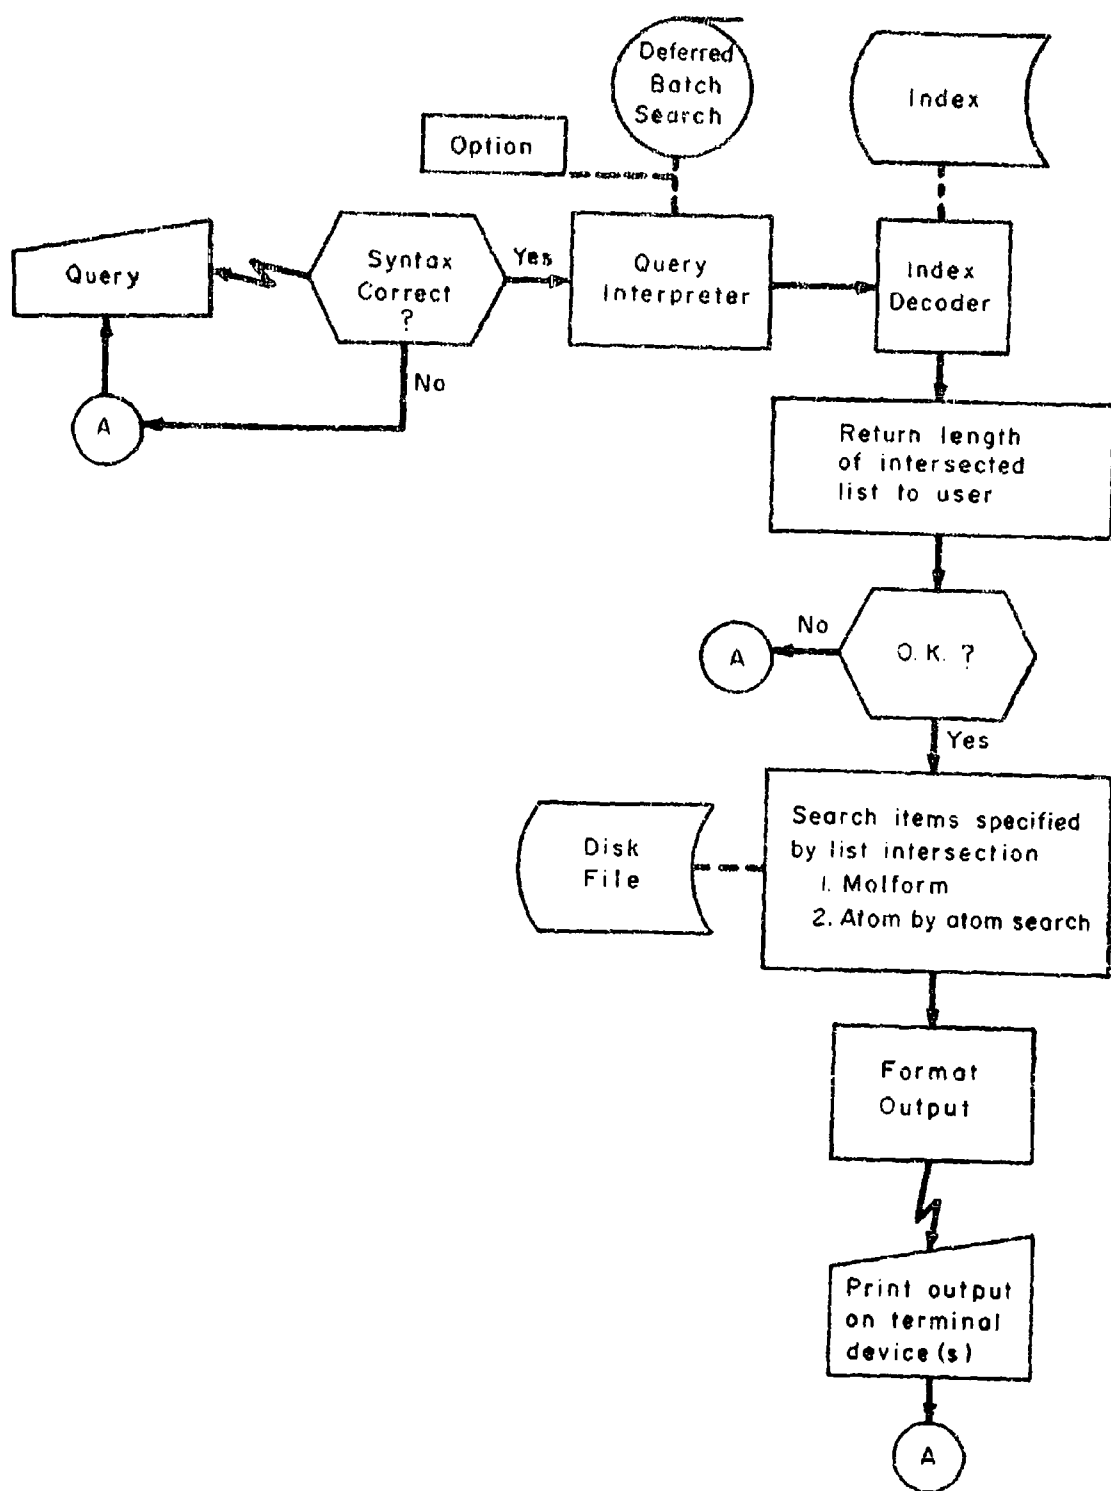 Deferred
Batch
Search
Index
Option
Query
Syntax
Correct
?
Yes
Query
Interpreter
Index
Decoder
No
A
Return length
of intersected
list to user
No
A
O.K. ?
Yes
Disk
File
Search items specified
by list intersection
1. Molform
2. Atom by atom search
Format
Output
Print output
on terminal
device(s)
A